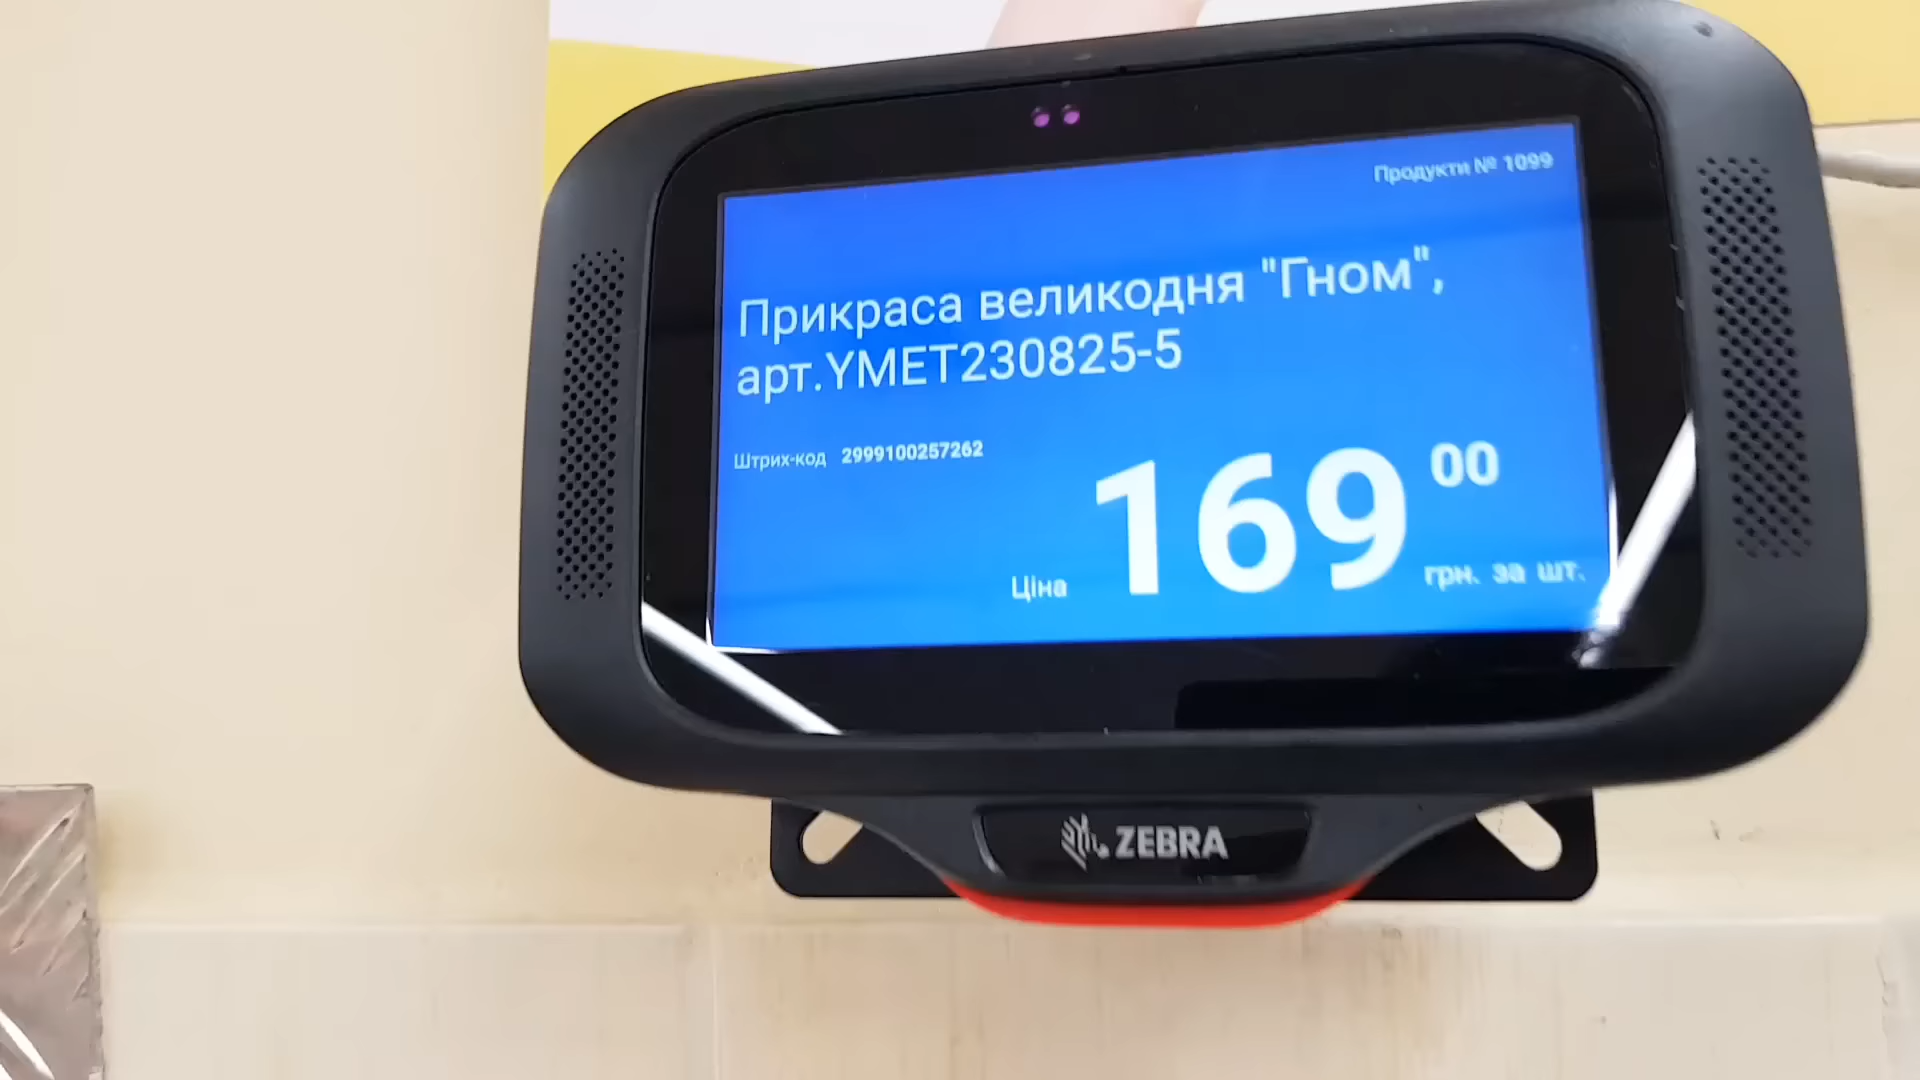 Продукти № 1099
Прикраса великодня "Гном",
арт.YMET230825-5
Штрих-код 2999100257262
169 00
Ціна грн. за шт.
ZEBRA